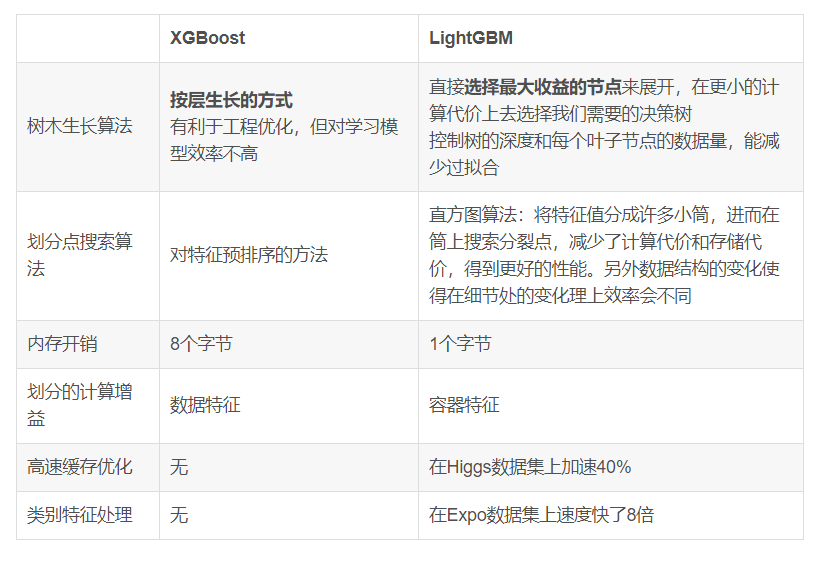 XGBoost
LightGBM
树木生长算法
按层生长的方式
有利于工程优化，但对学习模
型效率不高
直接选择最大收益的节点来展开，在更小的计
算代价上去选择我们需要的决策树
控制树的深度和每个叶子节点的数据量，能减
少过拟合
划分点搜索算
法
对特征预排序的方法
直方图算法：将特征值分成许多小筒，进而在
筒上搜索分裂点，减少了计算代价和存储代
价，得到更好的性能。另外数据结构的变化使
得在细节处的变化理上效率会不同
内存开销
8个字节
1个字节
划分的计算增
益
数据特征
容器特征
高速缓存优化
无
在Higgs数据集上加速40%
类别特征处理
无
在Expo数据集上速度快了8倍